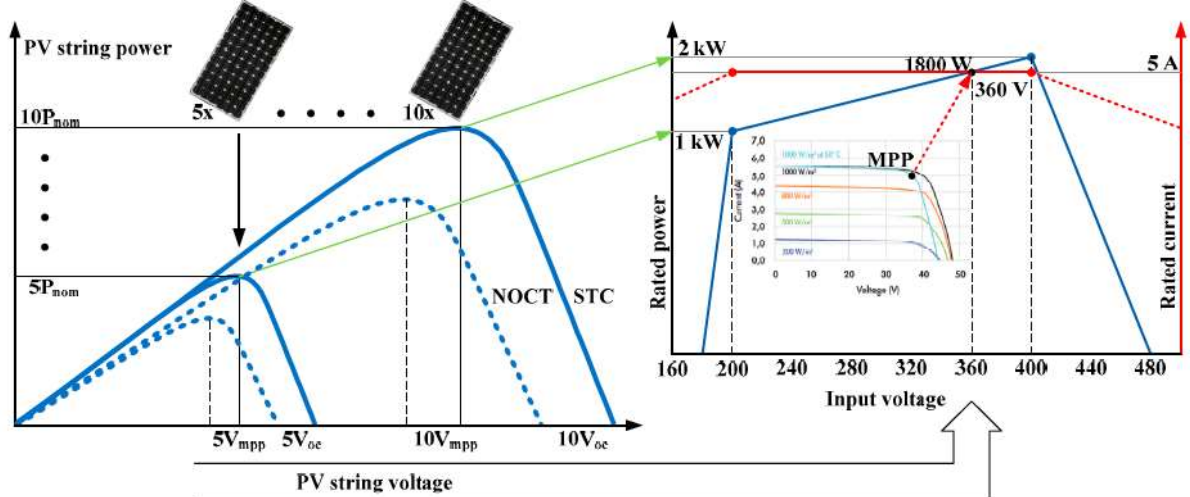 PV string power
5x
10x
10Pnom
5Pnom
NOCT
STC
5Vmpp
5Voc
10Vmpp
10Voc
PV string voltage
2 kW
1 kW
1800 W
360 V
5 A
Rated power
Rated current
MPP
7,0
6,0
5,0
4,0
3,0
2,0
1,0
0,0
Current (A)
1000 W/m²
0
10
20
30
40
50
Voltage (V)
160
200
240
280
320
360
400
480
Input voltage